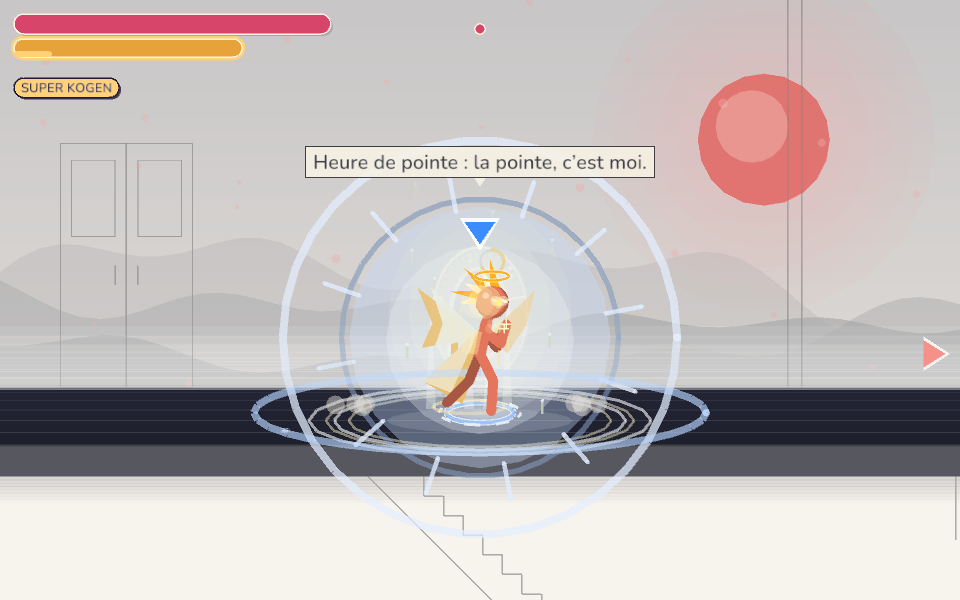 SUPER KOGEN
Heure de pointe : la pointe, c’est moi.